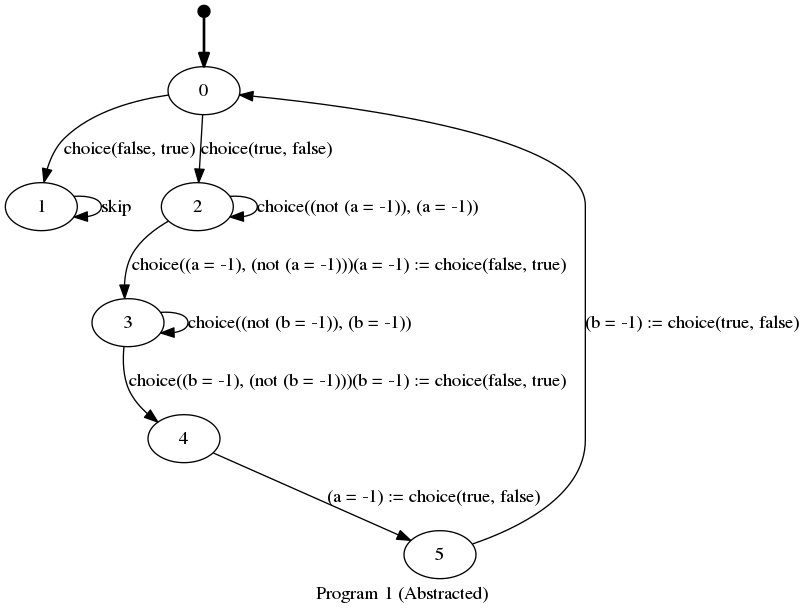 0
choice(false, true)
choice(true, false)
1
skip
2
choice((not (a = -1)), (a = -1))
choice((a = -1), (not (a = -1)))(a = -1) := choice(false, true)
3
choice((not (b = -1)), (b = -1))
(b = -1) := choice(true, false)
choice((b = -1), (not (b = -1)))(b = -1) := choice(false, true)
4
(a = -1) := choice(true, false)
5
Program 1 (Abstracted)